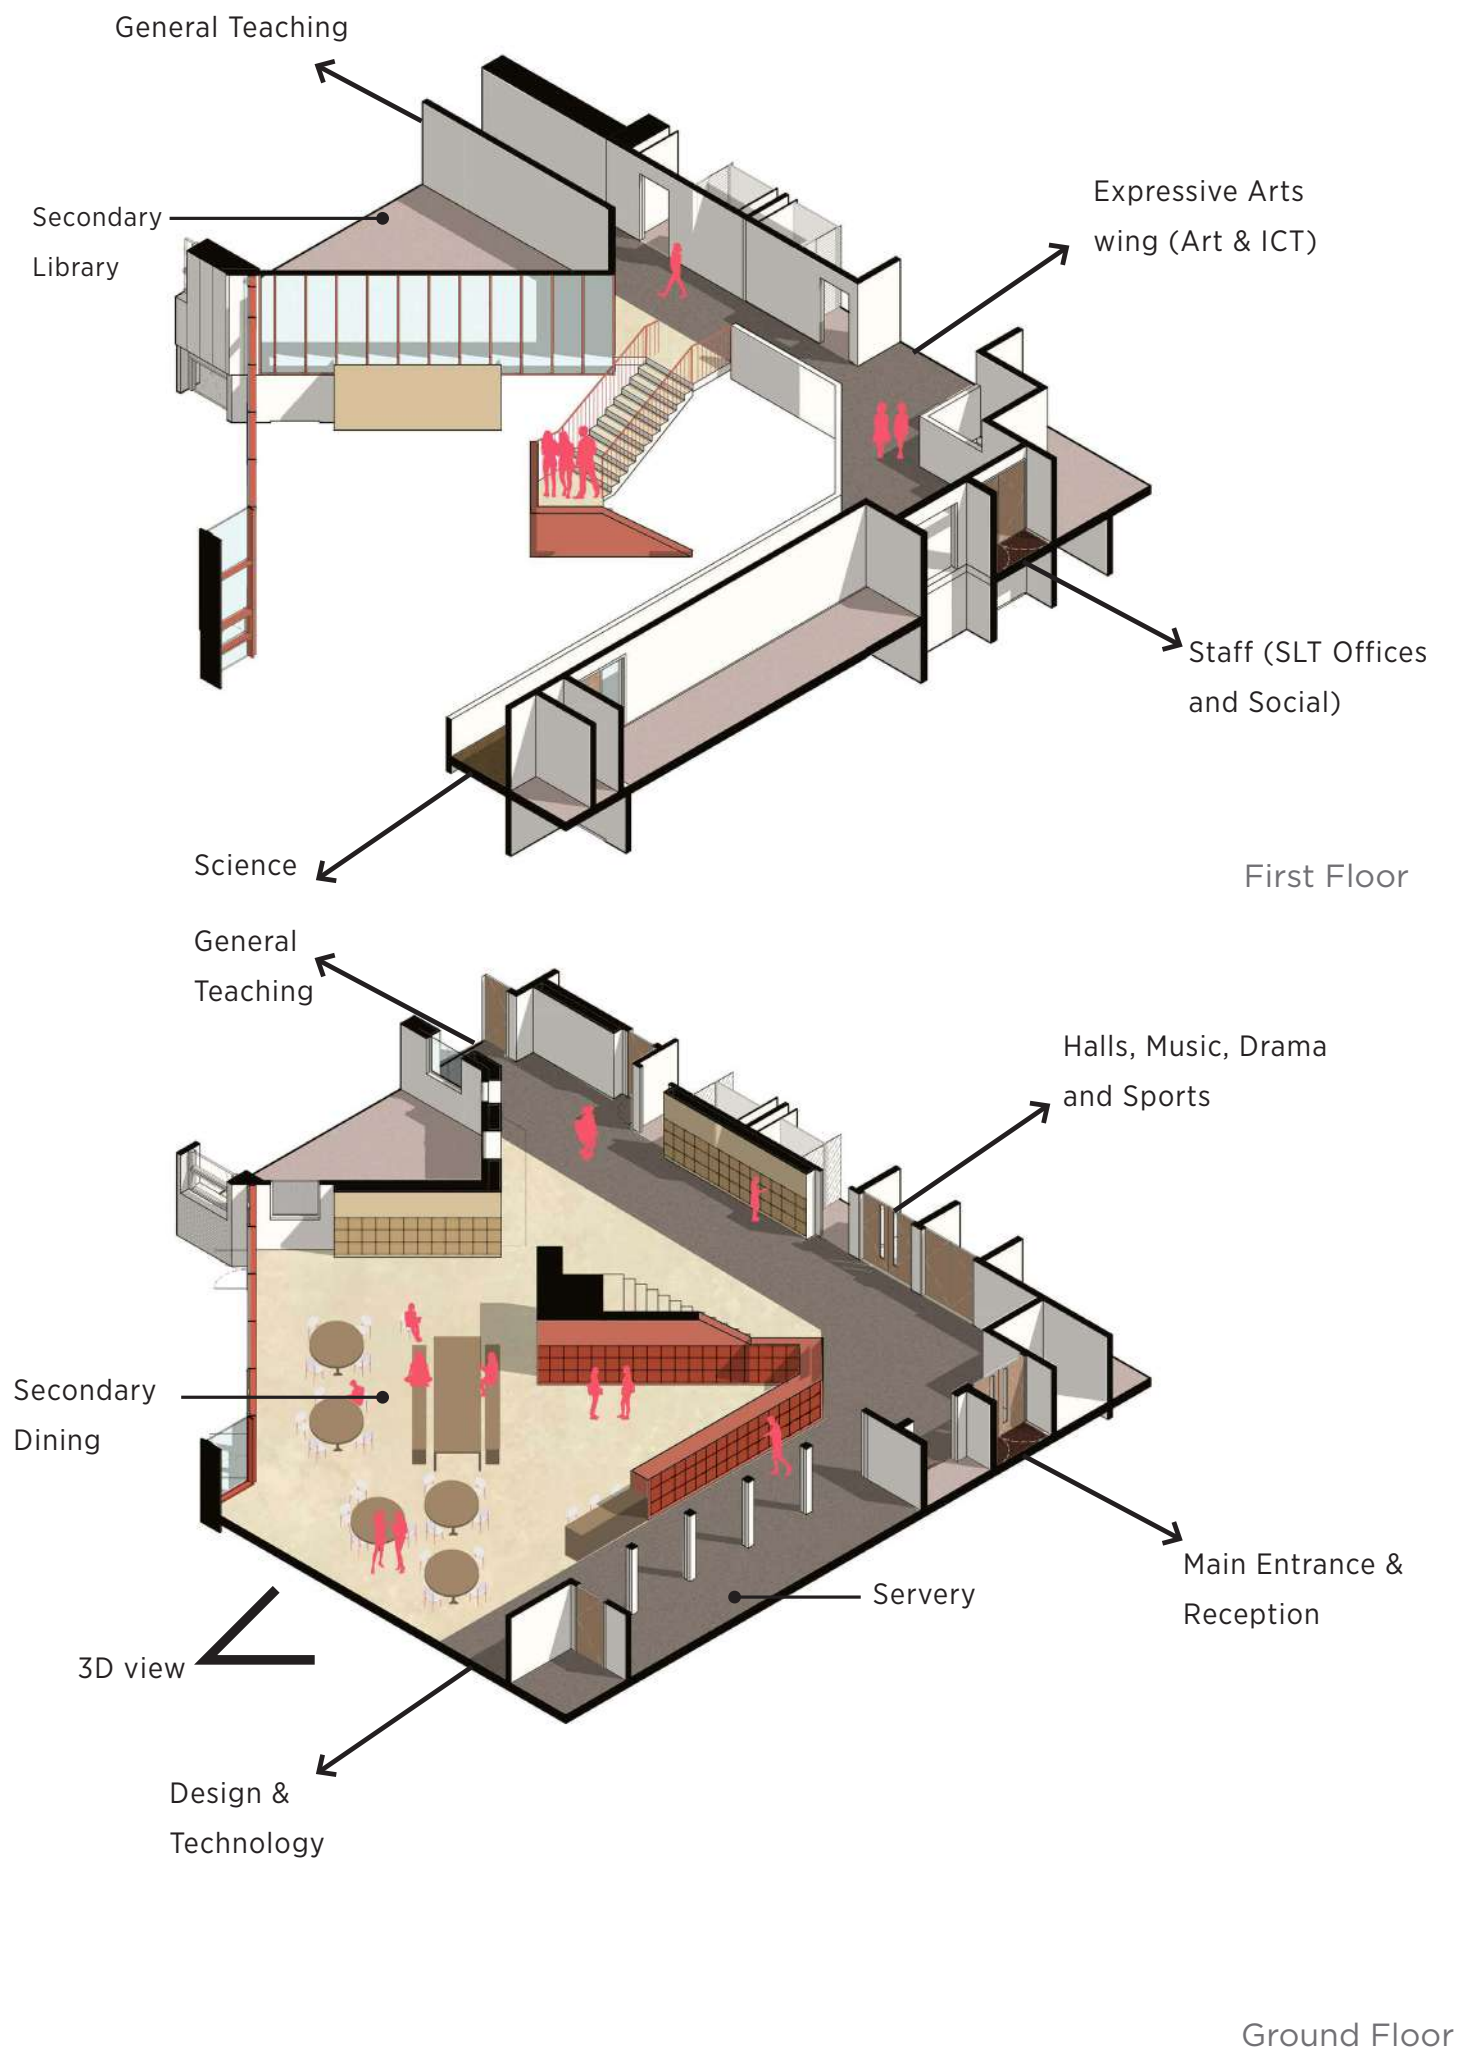 General Teaching
Expressive Arts
wing (Art & ICT)
Secondary
Library
Staff (SLT Offices
and Social)
Science
First Floor
General
Teaching
Halls, Music, Drama
and Sports
Secondary
Dining
Main Entrance &
Reception
Servery
3D view
Design &
Technology
Ground Floor